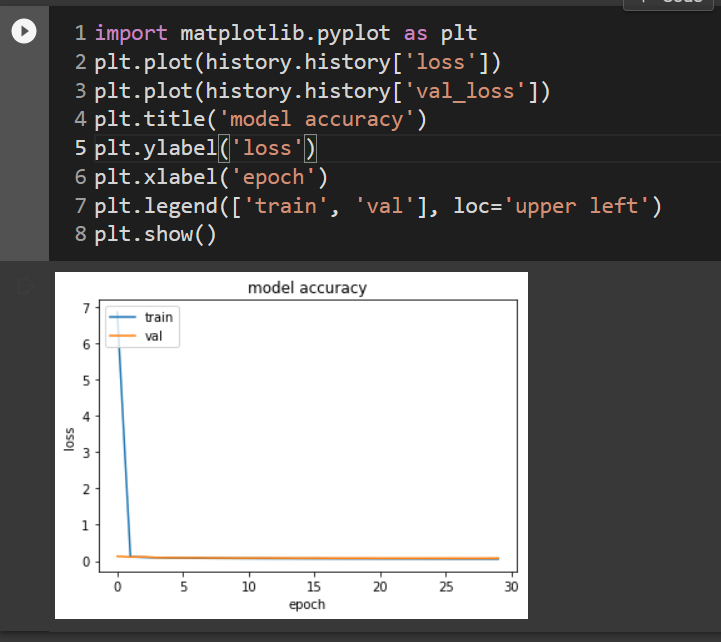 1 import matplotlib.pyplot as plt
2 plt.plot(history.history['loss'])
3 plt.plot(history.history['val_loss'])
4 plt.title('model accuracy')
5 plt.ylabel('loss')
6 plt.xlabel('epoch')
7 plt.legend(['train', 'val'], loc='upper left')
8 plt.show()
model accuracy
train
val
7
6
5
4
3
2
1
0
loss
0 5 10 15 20 25 30
epoch